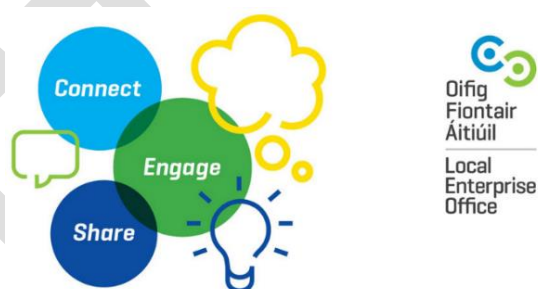 Connect
Engage
Share
Oifig
Fiontair
Áitiúil
Local
Enterprise
Office